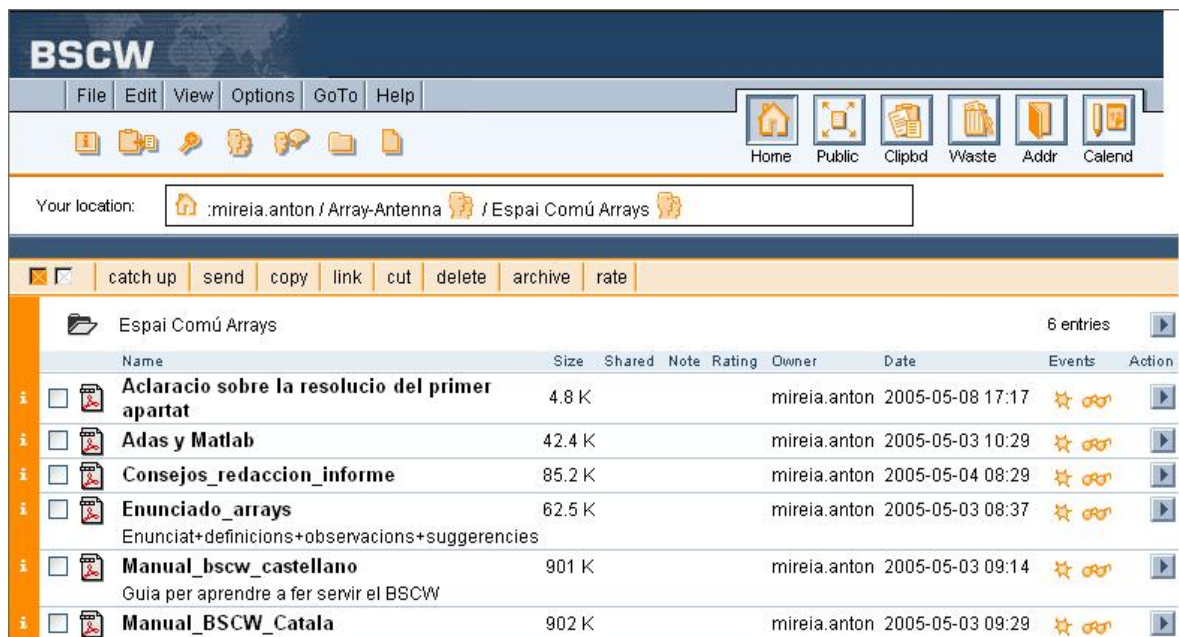 BSCW
File Edit View Options GoTo Help
Home Public Clipbd Waste Addr Calend
Your location: :mireia.anton / Array-Antenna / Espai Comú Arrays
catch up send copy link cut delete archive rate
Espai Comú Arrays 6 entries
Name Size Shared Note Rating Owner Date Events Action
Aclaracio sobre la resolucio del primer
apartat 4.8 K mireia.anton 2005-05-08 17:17
Adas y Matlab 42.4 K mireia.anton 2005-05-03 10:29
Consejos_redaccion_informe 85.2 K mireia.anton 2005-05-04 08:29
Enunciado_arrays 62.5 K mireia.anton 2005-05-03 08:37
Enunciat+definicions+observacions+suggerencies
Manual_bscw_castellano 901 K mireia.anton 2005-05-03 09:14
Guia per aprendre a fer servir el BSCW
Manual_BSCW_Catala 902 K mireia.anton 2005-05-03 09:29